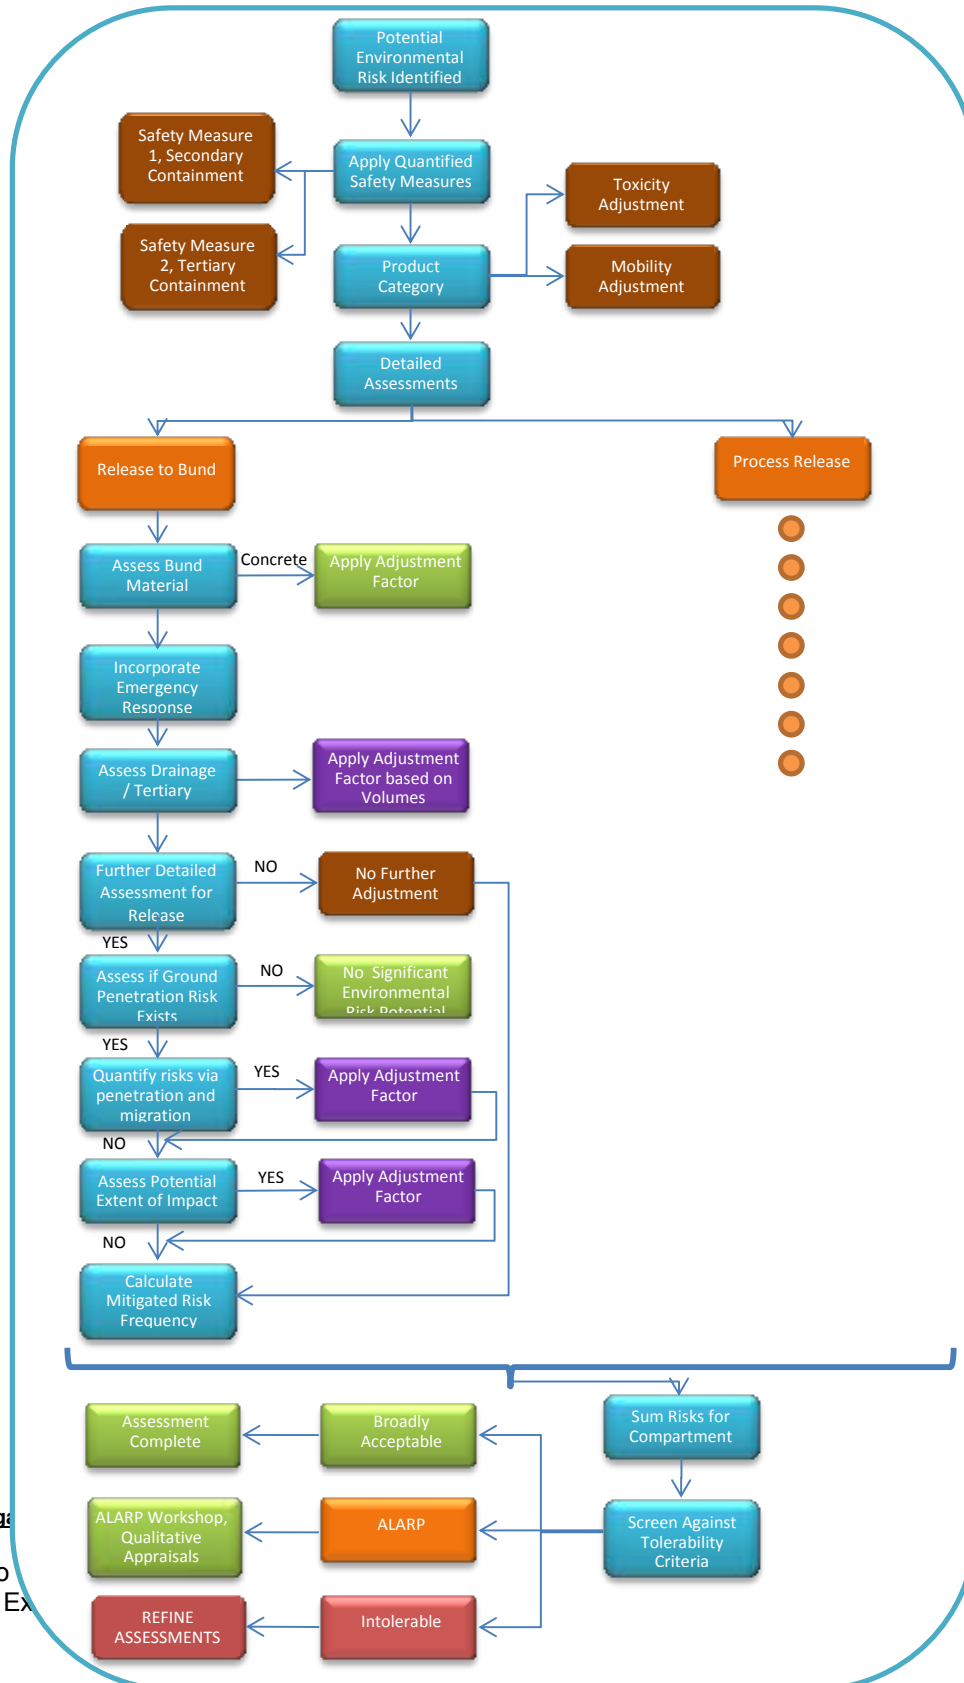 Potential
Environmental
Risk Identified
Safety Measure
1, Secondary
Containment
Apply Quantified
Safety Measures
Toxicity
Adjustment
Safety Measure
2, Tertiary
Containment
Product
Category
Mobility
Adjustment
Detailed
Assessments
Release to Bund
Process Release
Assess Bund
Material
Concrete
Apply Adjustment
Factor
Incorporate
Emergency
Response
Assess Drainage
/ Tertiary
Apply Adjustment
Factor based on
Volumes
Further Detailed
Assessment for
Release
NO
No Further
Adjustment
YES
Assess if Ground
Penetration Risk
Exists
NO
No Significant
Environmental
Risk Potential
YES
Quantify risks via
penetration and
migration
YES
Apply Adjustment
Factor
NO
Assess Potential
Extent of Impact
YES
Apply Adjustment
Factor
NO
Calculate
Mitigated Risk
Frequency
Sum Risks for
Compartment
Assessment
Complete
Broadly
Acceptable
Screen Against
Tolerability
Criteria
ALARP Workshop,
Qualitative
Appraisals
ALARP
REFINE
ASSESSMENTS
Intolerable
Ex